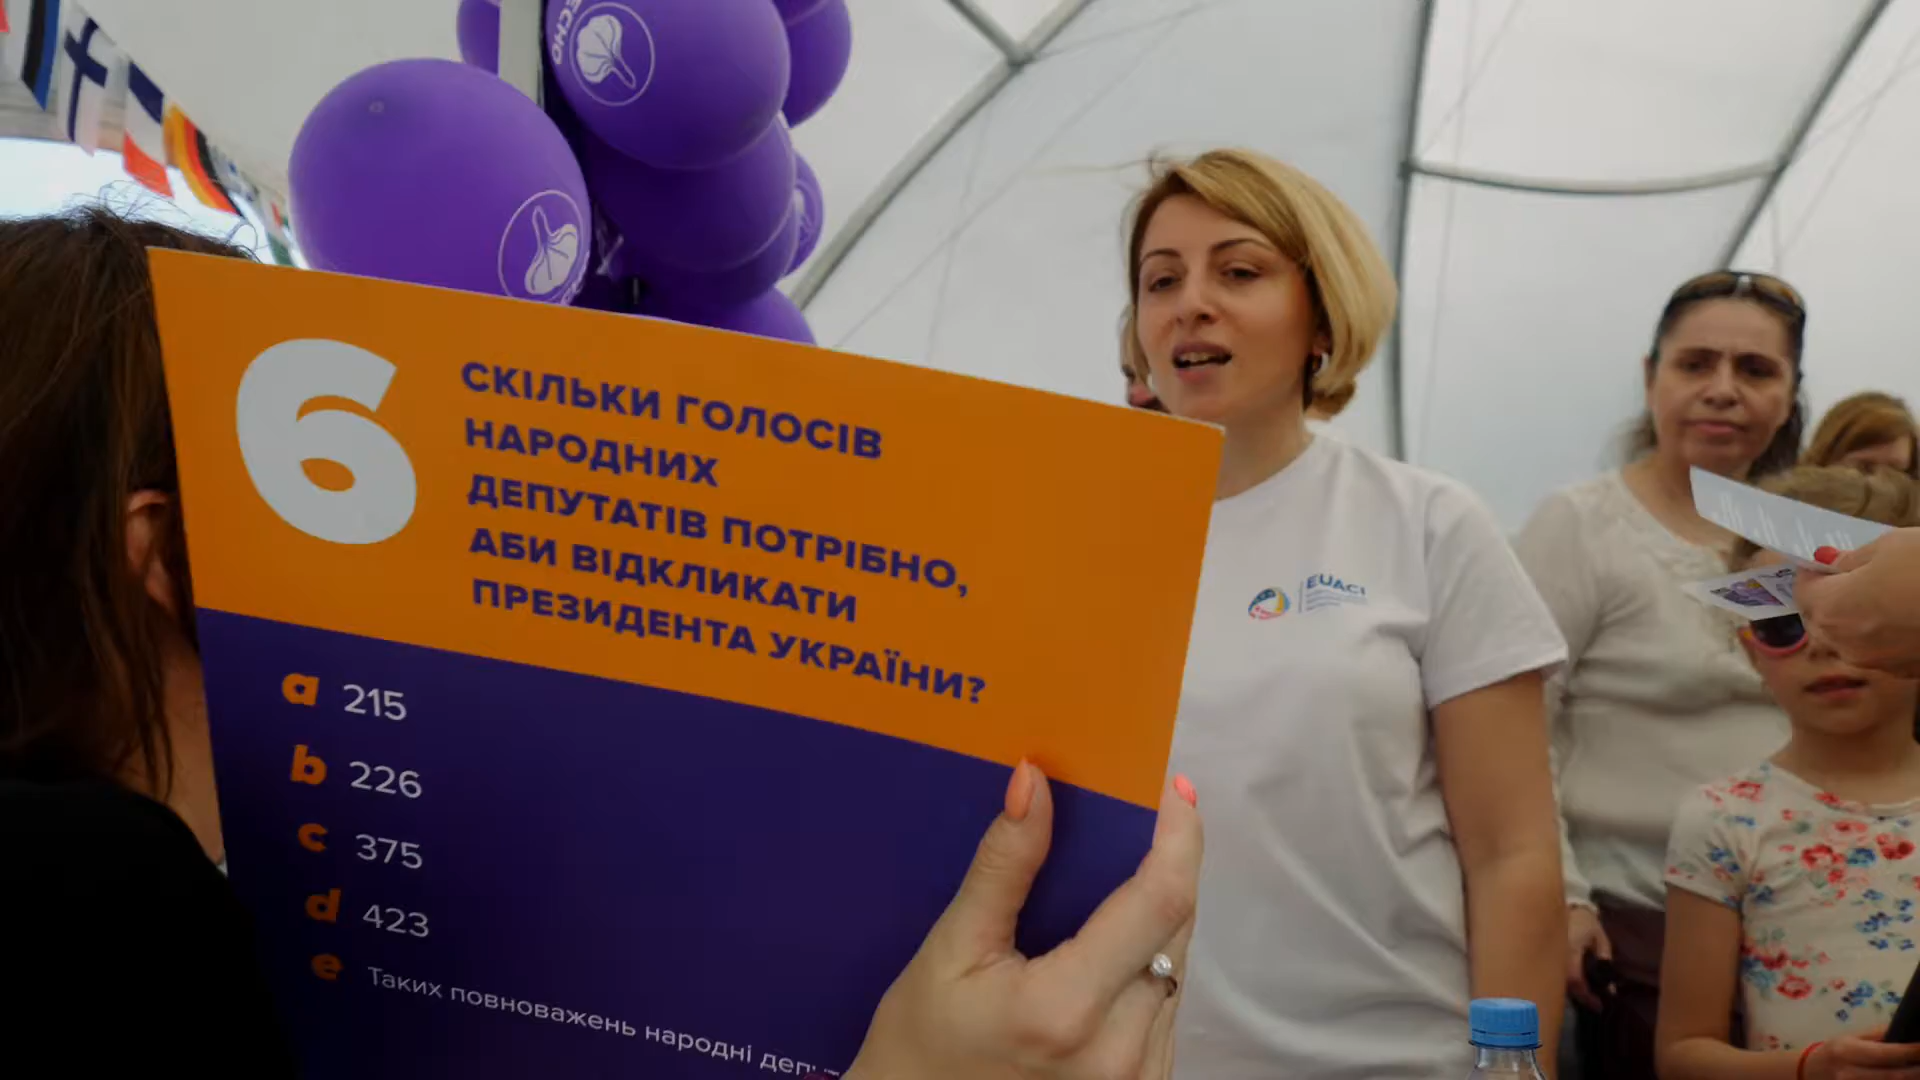 6
СКІЛЬКИ ГОЛОСІВ
НАРОДНИХ
ДЕПУТАТІВ ПОТРІБНО,
АБИ ВІДКЛИКАТИ
ПРЕЗИДЕНТА УКРАЇНИ?
a 215
b 226
c 375
d 423
e Таких повноважень народні
EUACI